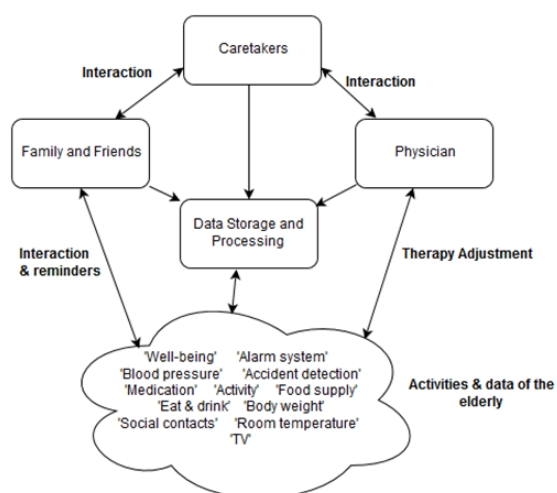 Caretakers
Interaction
Interaction
Family and Friends
Physician
Data Storage and
Processing
Interaction
& reminders
Therapy Adjustment
'Well-being' 'Alarm system'
'Blood pressure' 'Accident detection'
'Medication' 'Activity' 'Food supply'
'Eat & drink' 'Body weight'
'Social contacts' 'Room temperature'
'TV'
Activities & data of the
elderly